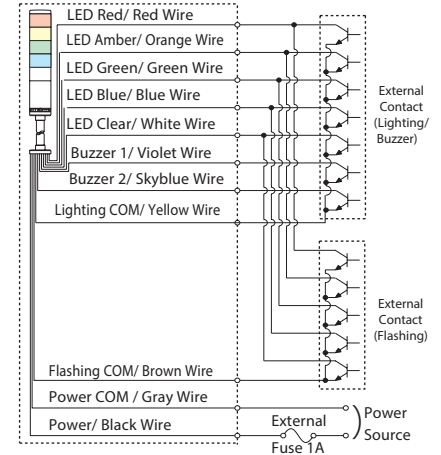 LED Red/ Red Wire
LED Amber/ Orange Wire
LED Green/ Green Wire
LED Blue/ Blue Wire
LED Clear/ White Wire
Buzzer 1/ Violet Wire
Buzzer 2/ Skyblue Wire
Lighting COM/ Yellow Wire
External
Contact
(Lighting/
Buzzer)
External
Contact
(Flashing)
Flashing COM/ Brown Wire
Power COM / Gray Wire
Power/ Black Wire
External
Fuse 1A
Power
Source